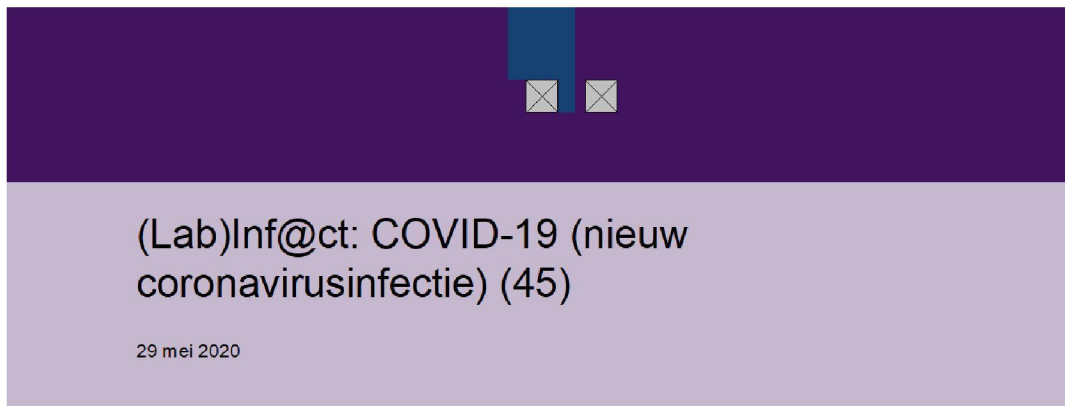 (Lab)Inf@ct: COVID-19 (nieuw
coronavirusinfectie) (45)
29 mei 2020